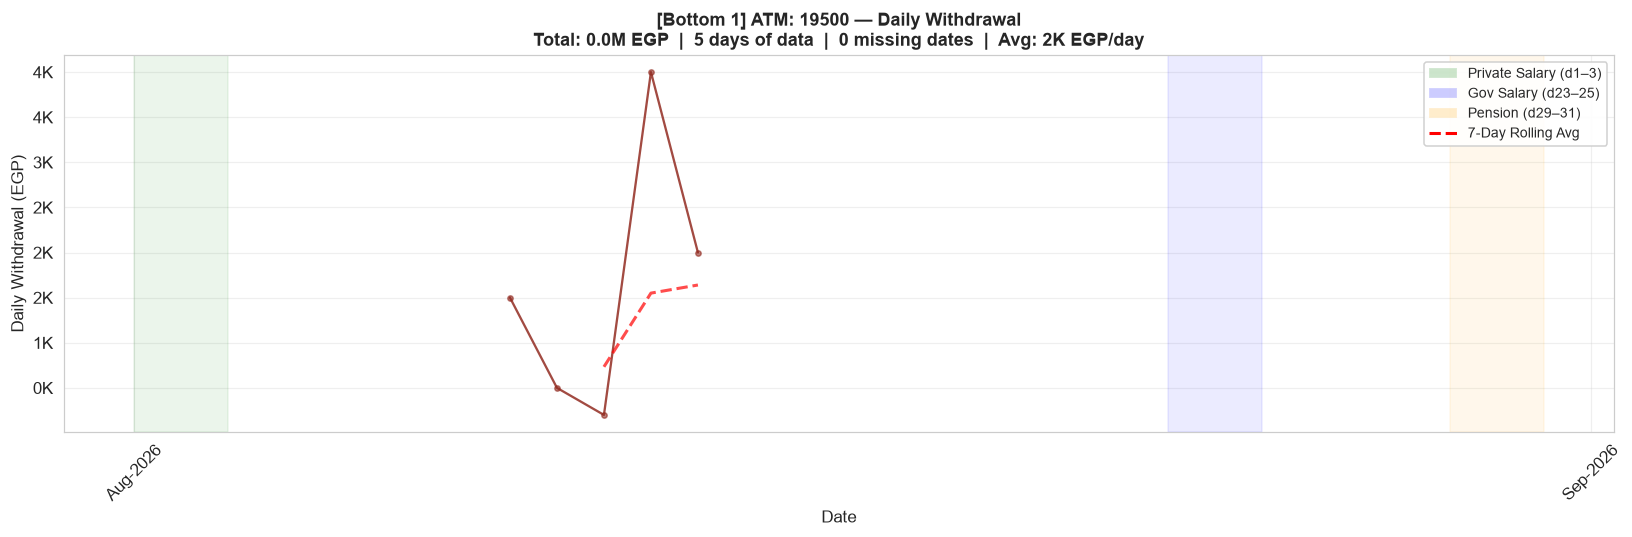 [Bottom 1] ATM: 19500 — Daily Withdrawal
Total: 0.0M EGP | 5 days of data | 0 missing dates | Avg: 2K EGP/day
Daily Withdrawal (EGP)
4K
4K
3K
2K
2K
2K
1K
0K
Private Salary (d1–3)
Gov Salary (d23–25)
Pension (d29–31)
7-Day Rolling Avg
Aug-2026
Sep-2026
Date